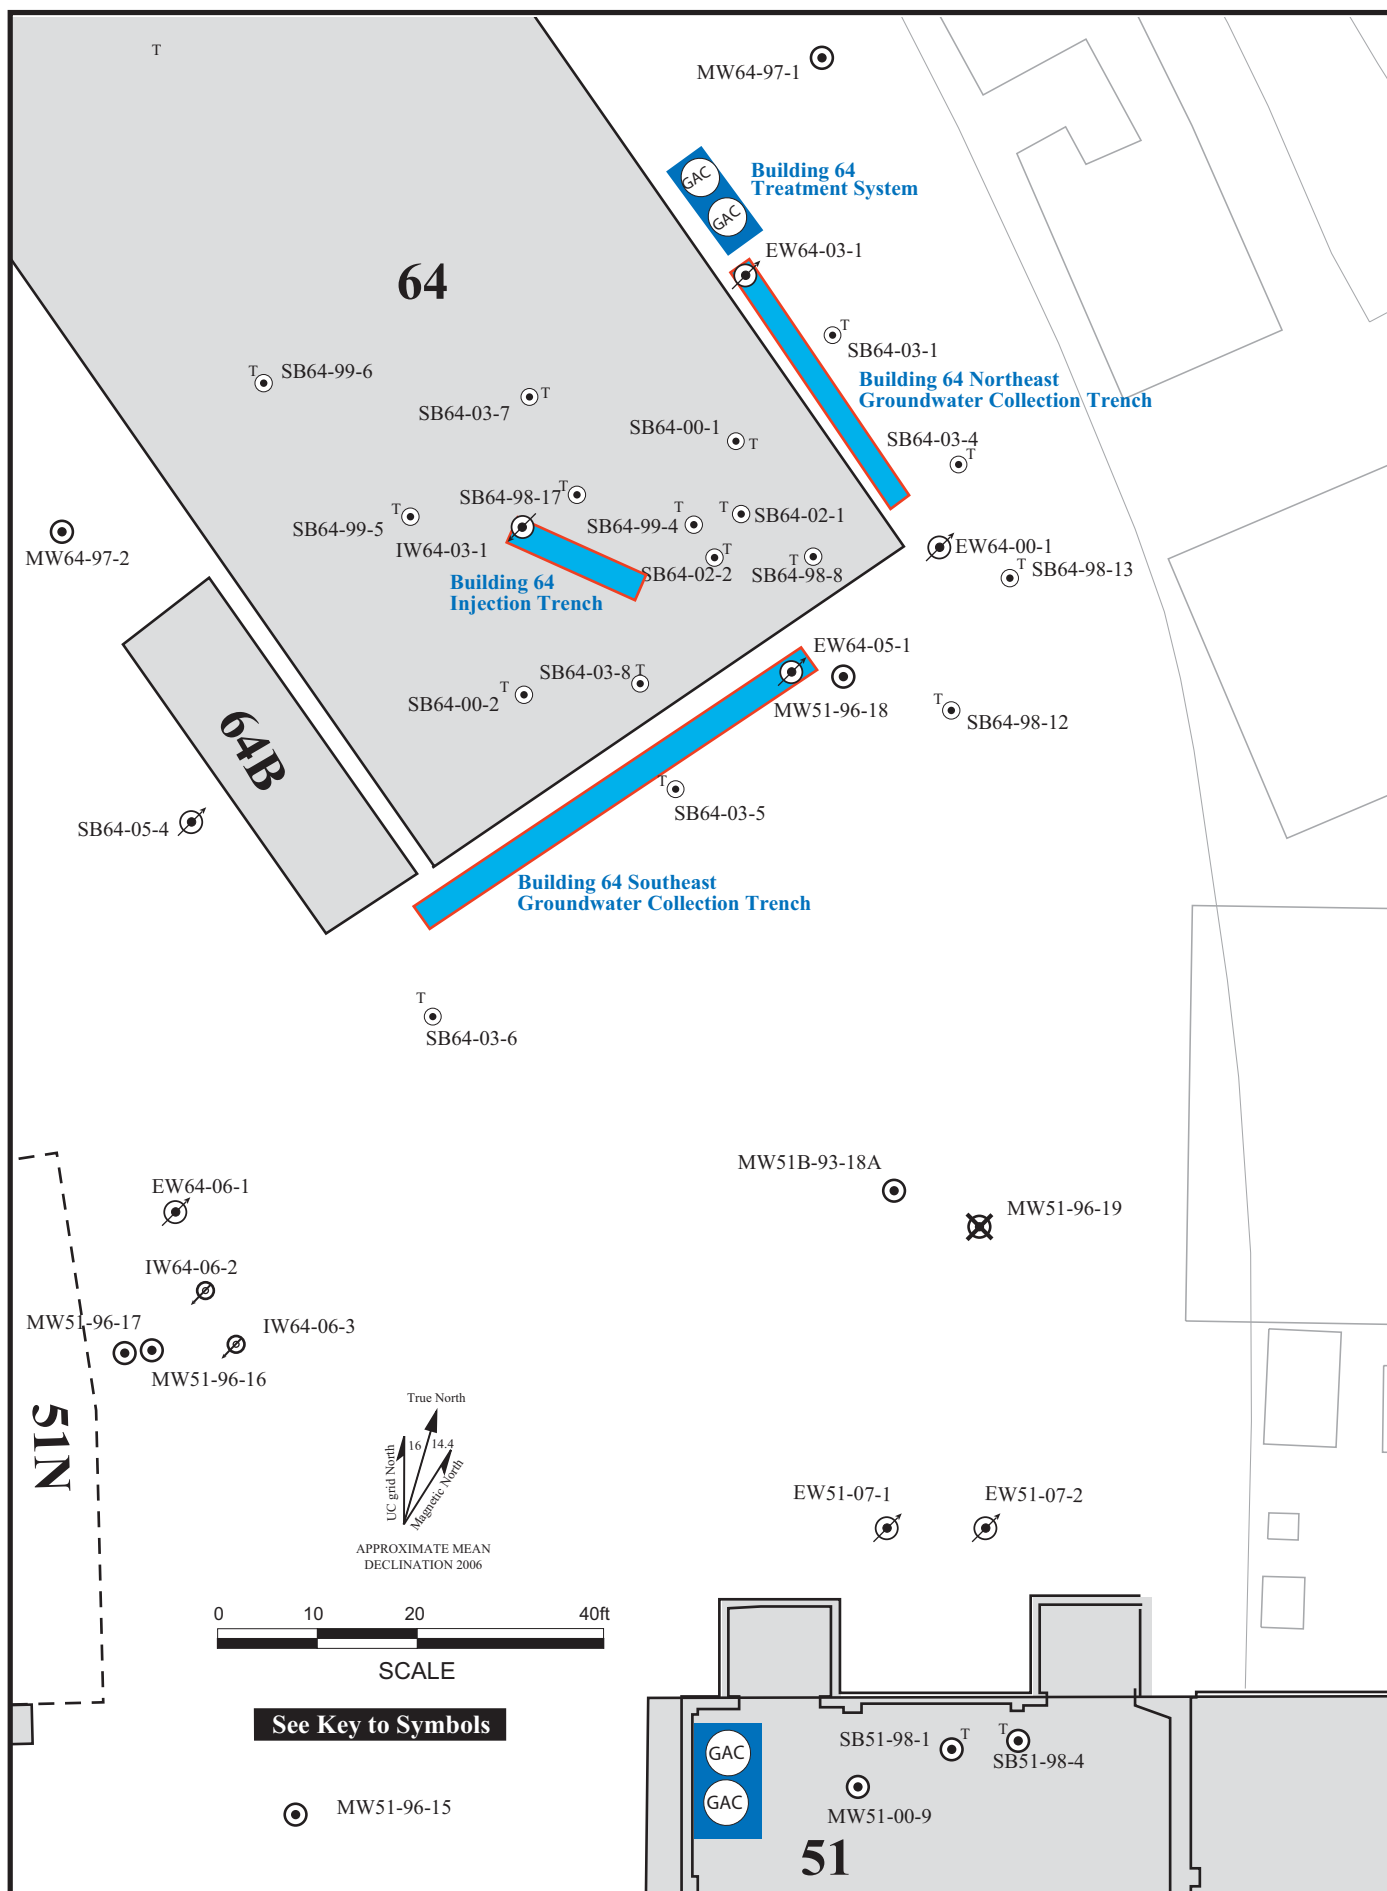 T
MW64-97-1
GAC
GAC
Building 64
Treatment System
EW64-03-1
64
T
SB64-03-1
T
SB64-99-6
Building 64 Northeast
Groundwater Collection Trench
T
SB64-03-7
SB64-00-1
T
SB64-03-4
T
SB64-98-17
T
T
SB64-99-5
IW64-03-1
T
SB64-99-4
T
SB64-02-1
MW64-97-2
T
SB64-02-2
T
SB64-98-8
EW64-00-1
T
SB64-98-13
Building 64
Injection Trench
EW64-05-1
SB64-03-8
T
T
SB64-00-2
MW51-96-18
T
SB64-98-12
64B
T
SB64-03-5
SB64-05-4
Building 64 Southeast
Groundwater Collection Trench
T
SB64-03-6
MW51B-93-18A
EW64-06-1
MW51-96-19
IW64-06-2
MW51-96-17
IW64-06-3
MW51-96-16
51N
True North
16
14.4
UC grid North
Magnetic North
APPROXIMATE MEAN
DECLINATION 2006
EW51-07-1
EW51-07-2
0 10 20 40ft
SCALE
See Key to Symbols
MW51-96-15
GAC
GAC
SB51-98-1
T
T
SB51-98-4
MW51-00-9
51